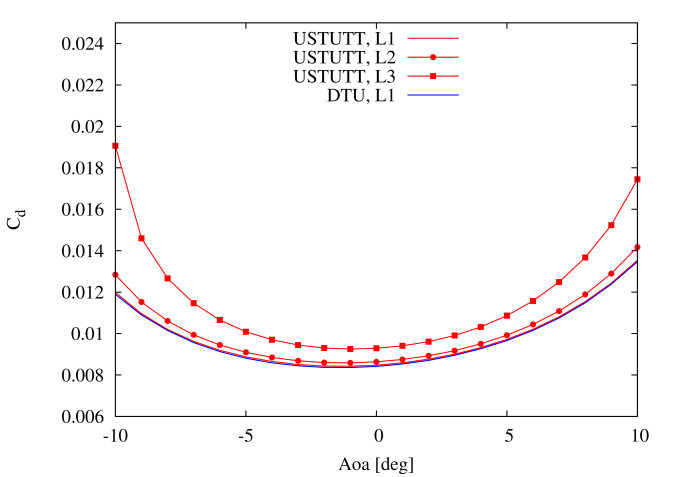 USTUTT, L1
USTUTT, L2
USTUTT, L3
DTU, L1
0.024
0.022
0.02
0.018
0.016
0.014
0.012
0.01
0.008
0.006
C_d
-10
-5
0
5
10
Aoa [deg]